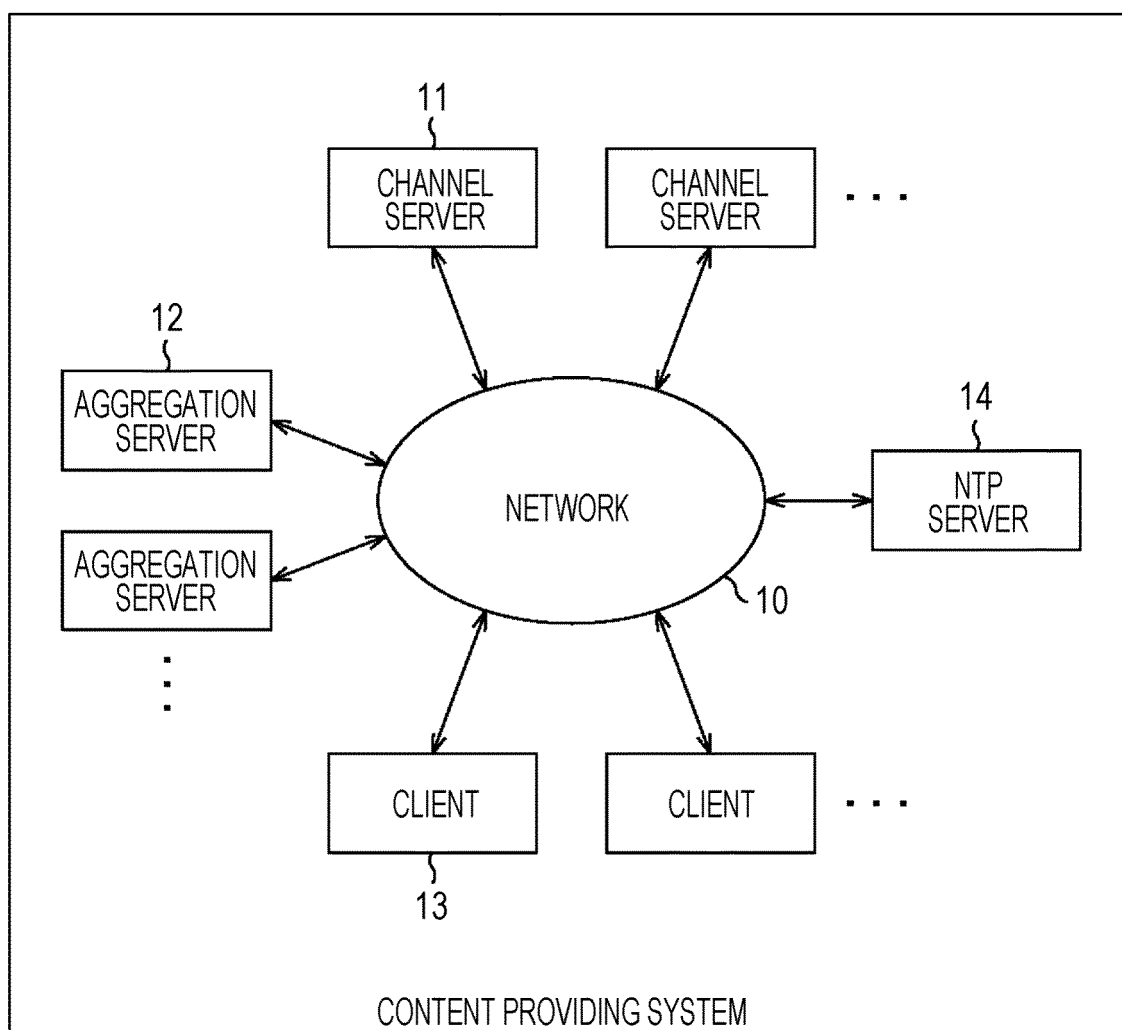 11
CHANNEL
SERVER
CHANNEL
SERVER
. . .
12
AGGREGATION
SERVER
14
NTP
SERVER
NETWORK
AGGREGATION
SERVER
10
. . .
CLIENT
CLIENT
. . .
13
CONTENT PROVIDING SYSTEM